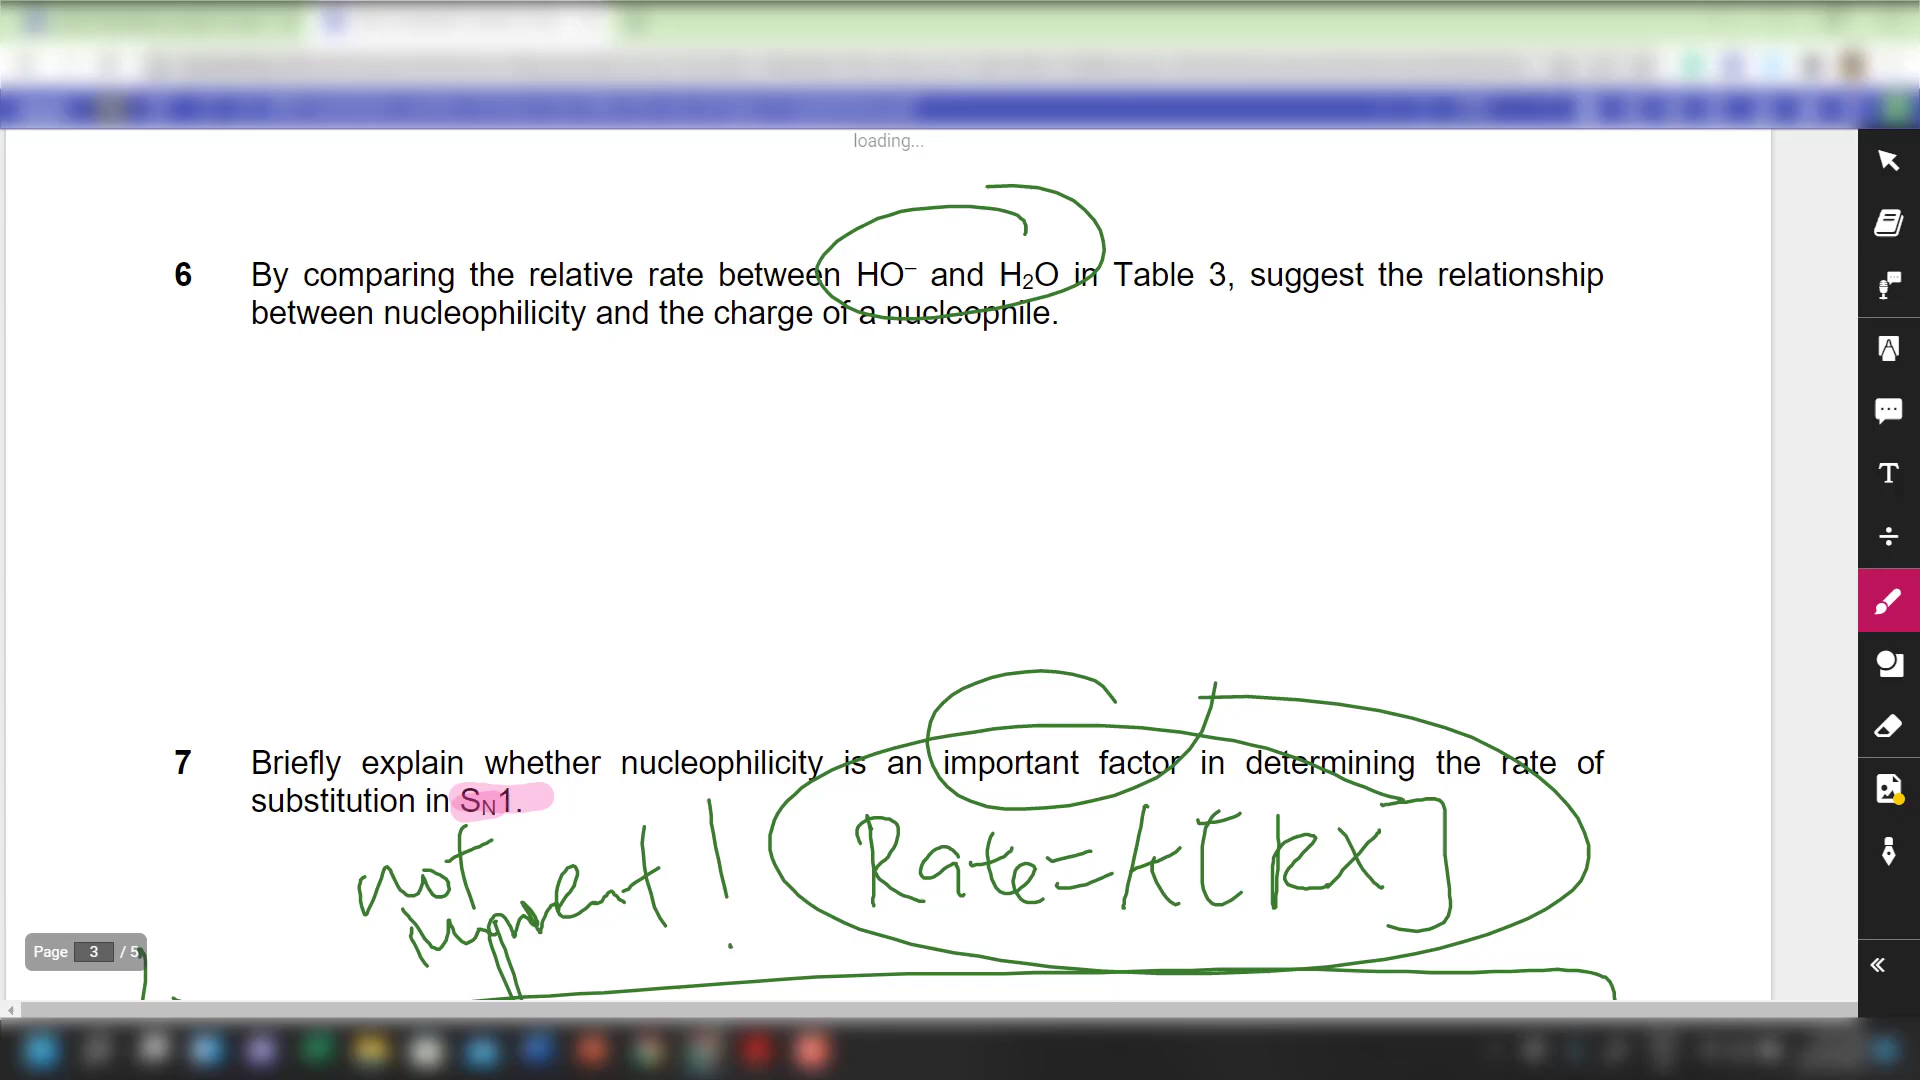 loading...
6 By comparing the relative rate between HO⁻ and H₂O in Table 3, suggest the relationship
between nucleophilicity and the charge of a nucleophile.
7 Briefly explain whether nucleophilicity is an important factor in determining the rate of
substitution in SN1.
not
Rate=k[RX]
!
Page 3 / 5